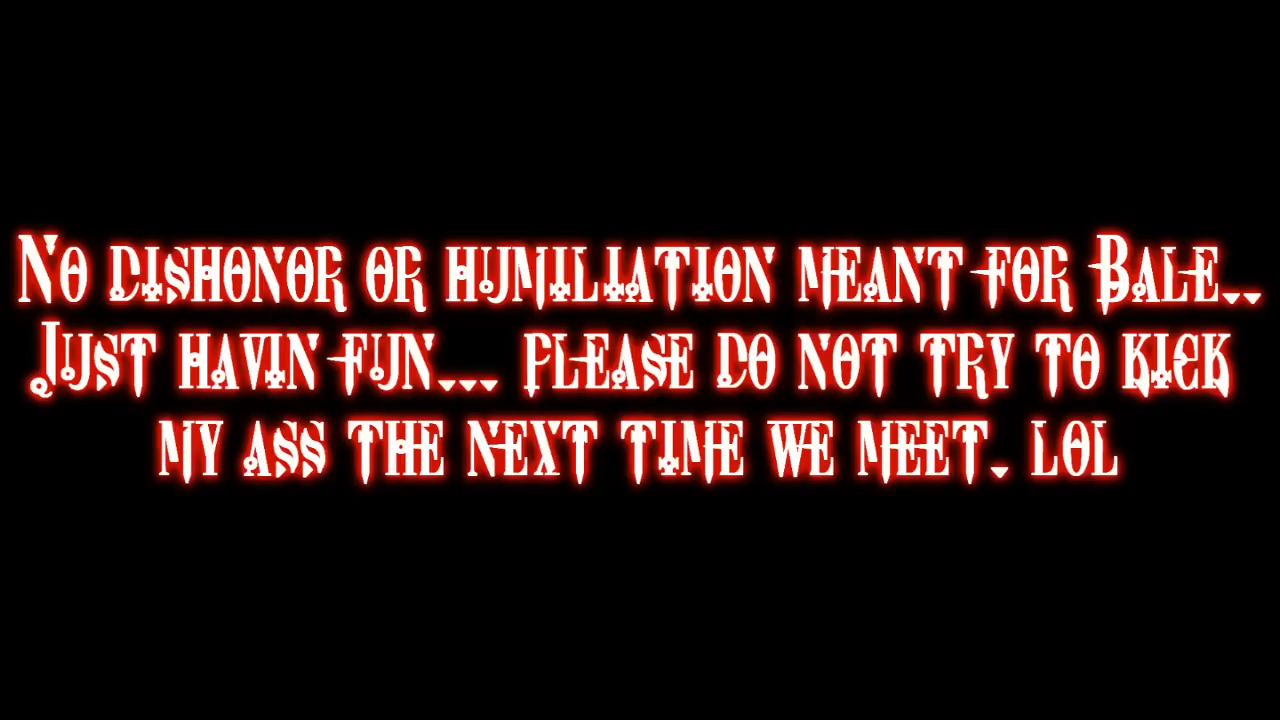 No dishonor or humiliation meant for Bale..
Just havin fun... please do not try to kick
my ass the next time we meet. lol